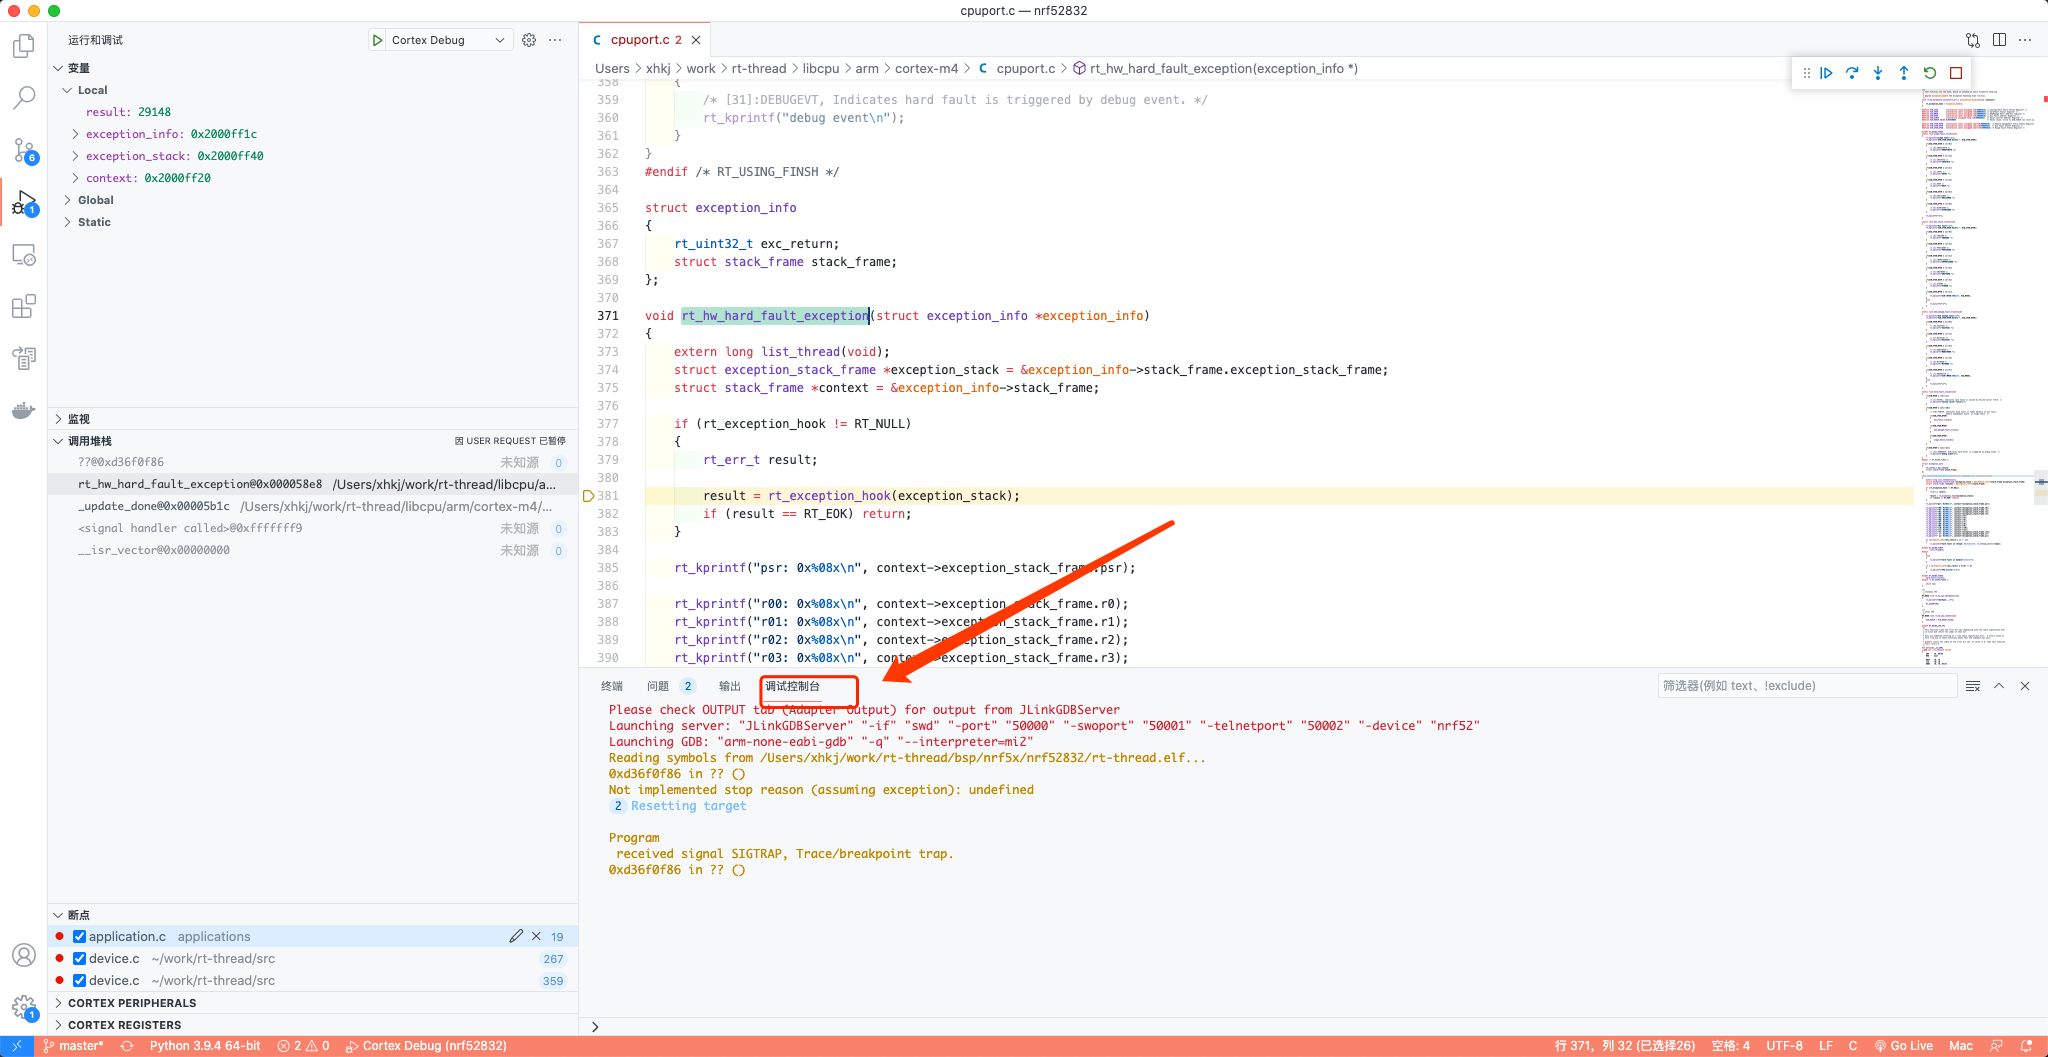 cpuport.c — nrf52832
运行和调试
Cortex Debug
变量
Local
result: 29148
exception_info: 0x2000ff1c
exception_stack: 0x2000ff40
context: 0x2000ff20
Global
Static
6
1
监视
调用堆栈
因 USER REQUEST 已暂停
??@0xd36f0f86 未知源 0
rt_hw_hard_fault_exception@0x000058e8 /Users/xhkj/work/rt-thread/libcpu/a...
_update_done@0x00005b1c /Users/xhkj/work/rt-thread/libcpu/arm/cortex-m4/...
<signal handler called>@0xfffffff9 未知源 0
__isr_vector@0x00000000 未知源 0
断点
application.c applications 19
device.c ~/work/rt-thread/src 267
device.c ~/work/rt-thread/src 359
CORTEX PERIPHERALS
CORTEX REGISTERS
1
C cpuport.c 2
Users > xhkj > work > rt-thread > libcpu > arm > cortex-m4 > C cpuport.c > rt_hw_hard_fault_exception(exception_info *)
358 {
359 /* [31]:DEBUGEVT, Indicates hard fault is triggered by debug event. */
360 rt_kprintf("debug event\n");
361 }
362 }
363 #endif /* RT_USING_FINSH */
364
365 struct exception_info
366 {
367 rt_uint32_t exc_return;
368 struct stack_frame stack_frame;
369 };
370
371 void rt_hw_hard_fault_exception(struct exception_info *exception_info)
372 {
373 extern long list_thread(void);
374 struct exception_stack_frame *exception_stack = &exception_info->stack_frame.exception_stack_frame;
375 struct stack_frame *context = &exception_info->stack_frame;
376
377 if (rt_exception_hook != RT_NULL)
378 {
379 rt_err_t result;
380
381 result = rt_exception_hook(exception_stack);
382 if (result == RT_EOK) return;
383 }
384
385 rt_kprintf("psr: 0x%08x\n", context->exception_stack_frame.psr);
386
387 rt_kprintf("r00: 0x%08x\n", context->exception_stack_frame.r0);
388 rt_kprintf("r01: 0x%08x\n", context->exception_stack_frame.r1);
389 rt_kprintf("r02: 0x%08x\n", context->exception_stack_frame.r2);
390 rt_kprintf("r03: 0x%08x\n", context->exception_stack_frame.r3);
终端 问题 2 输出 调试控制台 筛选器(例如 text、!exclude)
Please check OUTPUT tab (Adapter Output) for output from JLinkGDBServer
Launching server: "JLinkGDBServer" "-if" "swd" "-port" "50000" "-swoport" "50001" "-telnetport" "50002" "-device" "nrf52"
Launching GDB: "arm-none-eabi-gdb" "-q" "--interpreter=mi2"
Reading symbols from /Users/xhkj/work/rt-thread/bsp/nrf5x/nrf52832/rt-thread.elf...
0xd36f0f86 in ?? ()
Not implemented stop reason (assuming exception): undefined
2 Resetting target
Program
received signal SIGTRAP, Trace/breakpoint trap.
0xd36f0f86 in ?? ()
master* Python 3.9.4 64-bit 2 0 Cortex Debug (nrf52832) 行 371，列 32 (已选择26) 空格: 4 UTF-8 LF C Go Live Mac